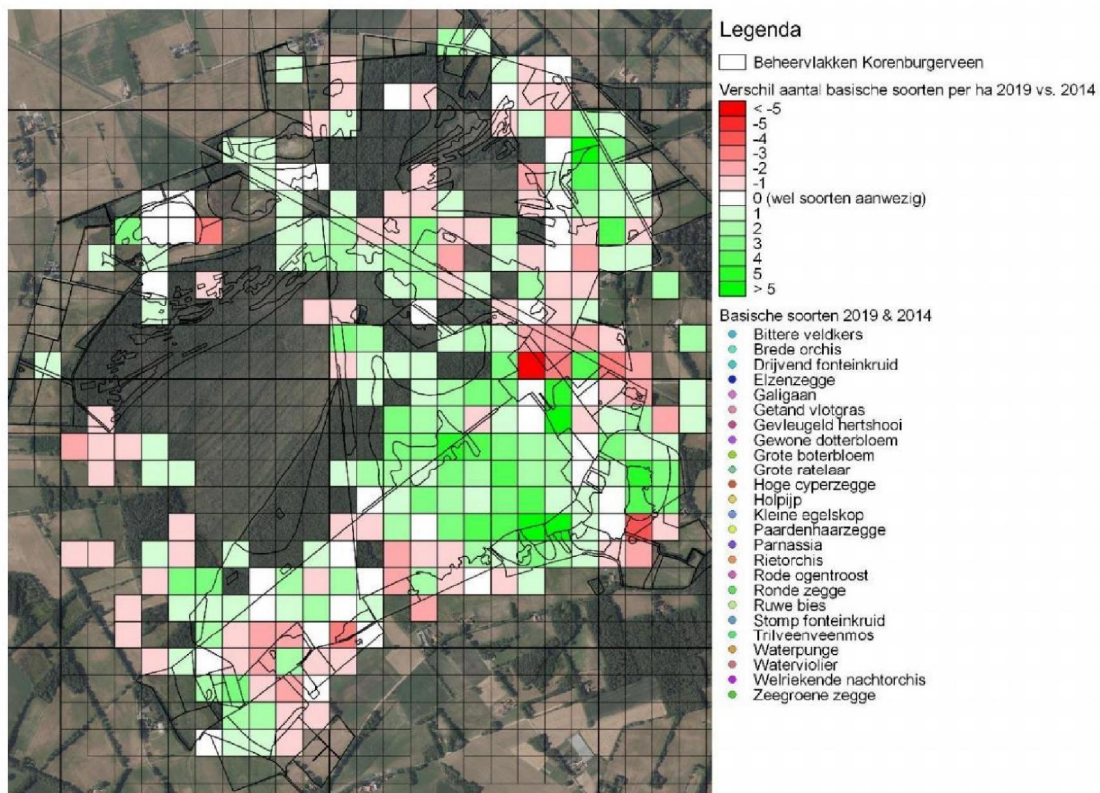 Legenda
Beheervlakken Korenburgerveen
Verschil aantal basische soorten per ha 2019 vs. 2014
< -5
-5
-4
-3
-2
-1
0 (wel soorten aanwezig)
1
2
3
4
5
> 5
Basische soorten 2019 & 2014
Bittere veldkers
Brede orchis
Drijvend fonteinkruid
Elzenzegge
Galigaan
Getand vlotgras
Gevleugeld hertshooi
Gewone dotterbloem
Grote boterbloem
Grote ratelaar
Hoge cyperzegge
Holpijp
Kleine egelskop
Paardenhaarzegge
Parnassia
Rietorchis
Rode ogentroost
Ronde zegge
Ruwe bies
Stomp fonteinkruid
Trilveenveenmos
Waterpunge
Waterviolier
Welriekende nachtorchis
Zeegroene zegge